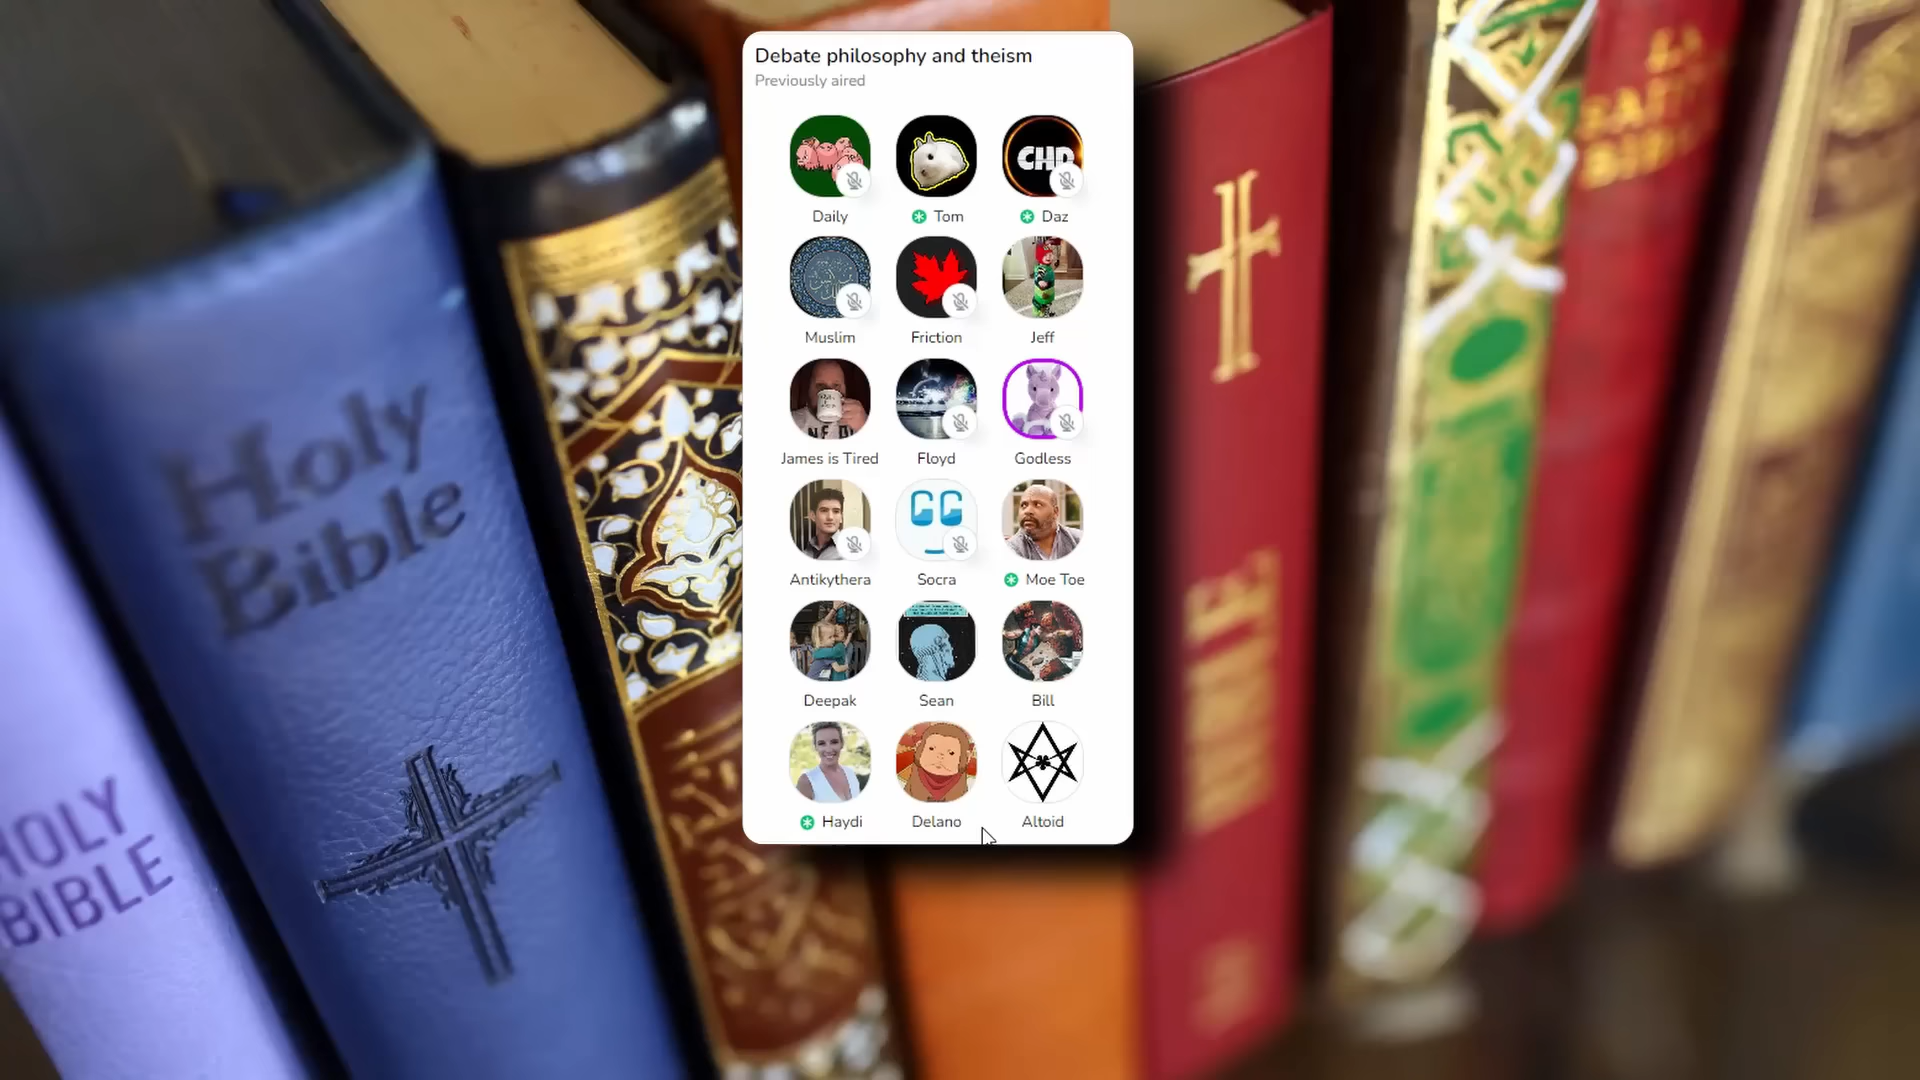 Debate philosophy and theism
Previously aired
CHD
Daily
Tom
Daz
Muslim
Friction
Jeff
James is Tired
Floyd
Godless
Antikythera
Socra
Moe Toe
Deepak
Sean
Bill
Haydi
Delano
Altoid
Holy
Bible
HOLY
BIBLE